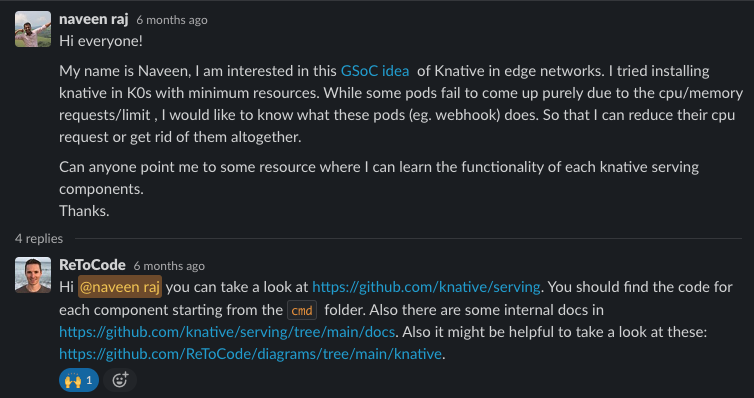 naveen raj 6 months ago
Hi everyone!
My name is Naveen, I am interested in this GSoC idea of Knative in edge networks. I tried installing
knative in K0s with minimum resources. While some pods fail to come up purely due to the cpu/memory
requests/limit , I would like to know what these pods (eg. webhook) does. So that I can reduce their cpu
request or get rid of them altogether.
Can anyone point me to some resource where I can learn the functionality of each knative serving
components.
Thanks.
4 replies
ReToCode 6 months ago
Hi @naveen raj you can take a look at https://github.com/knative/serving. You should find the code for
each component starting from the cmd folder. Also there are some internal docs in
https://github.com/knative/serving/tree/main/docs. Also it might be helpful to take a look at these:
https://github.com/ReToCode/diagrams/tree/main/knative.
1